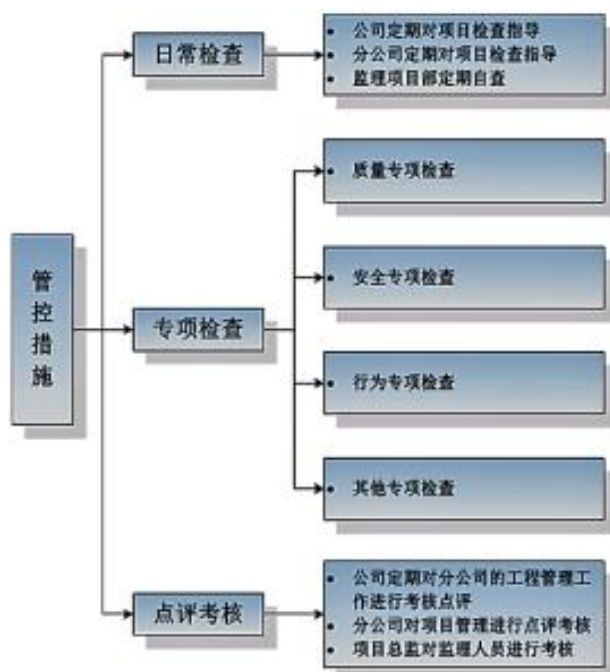 管控措施
日常检查
• 公司定期对项目检查指导
• 分公司定期对项目检查指导
• 监理项目部定期自查
专项检查
• 质量专项检查
• 安全专项检查
• 行为专项检查
• 其他专项检查
点评考核
• 公司定期对分公司的工程管理工
作进行考核点评
• 分公司对项目管理进行点评考核
• 项目总监对监理人员进行考核